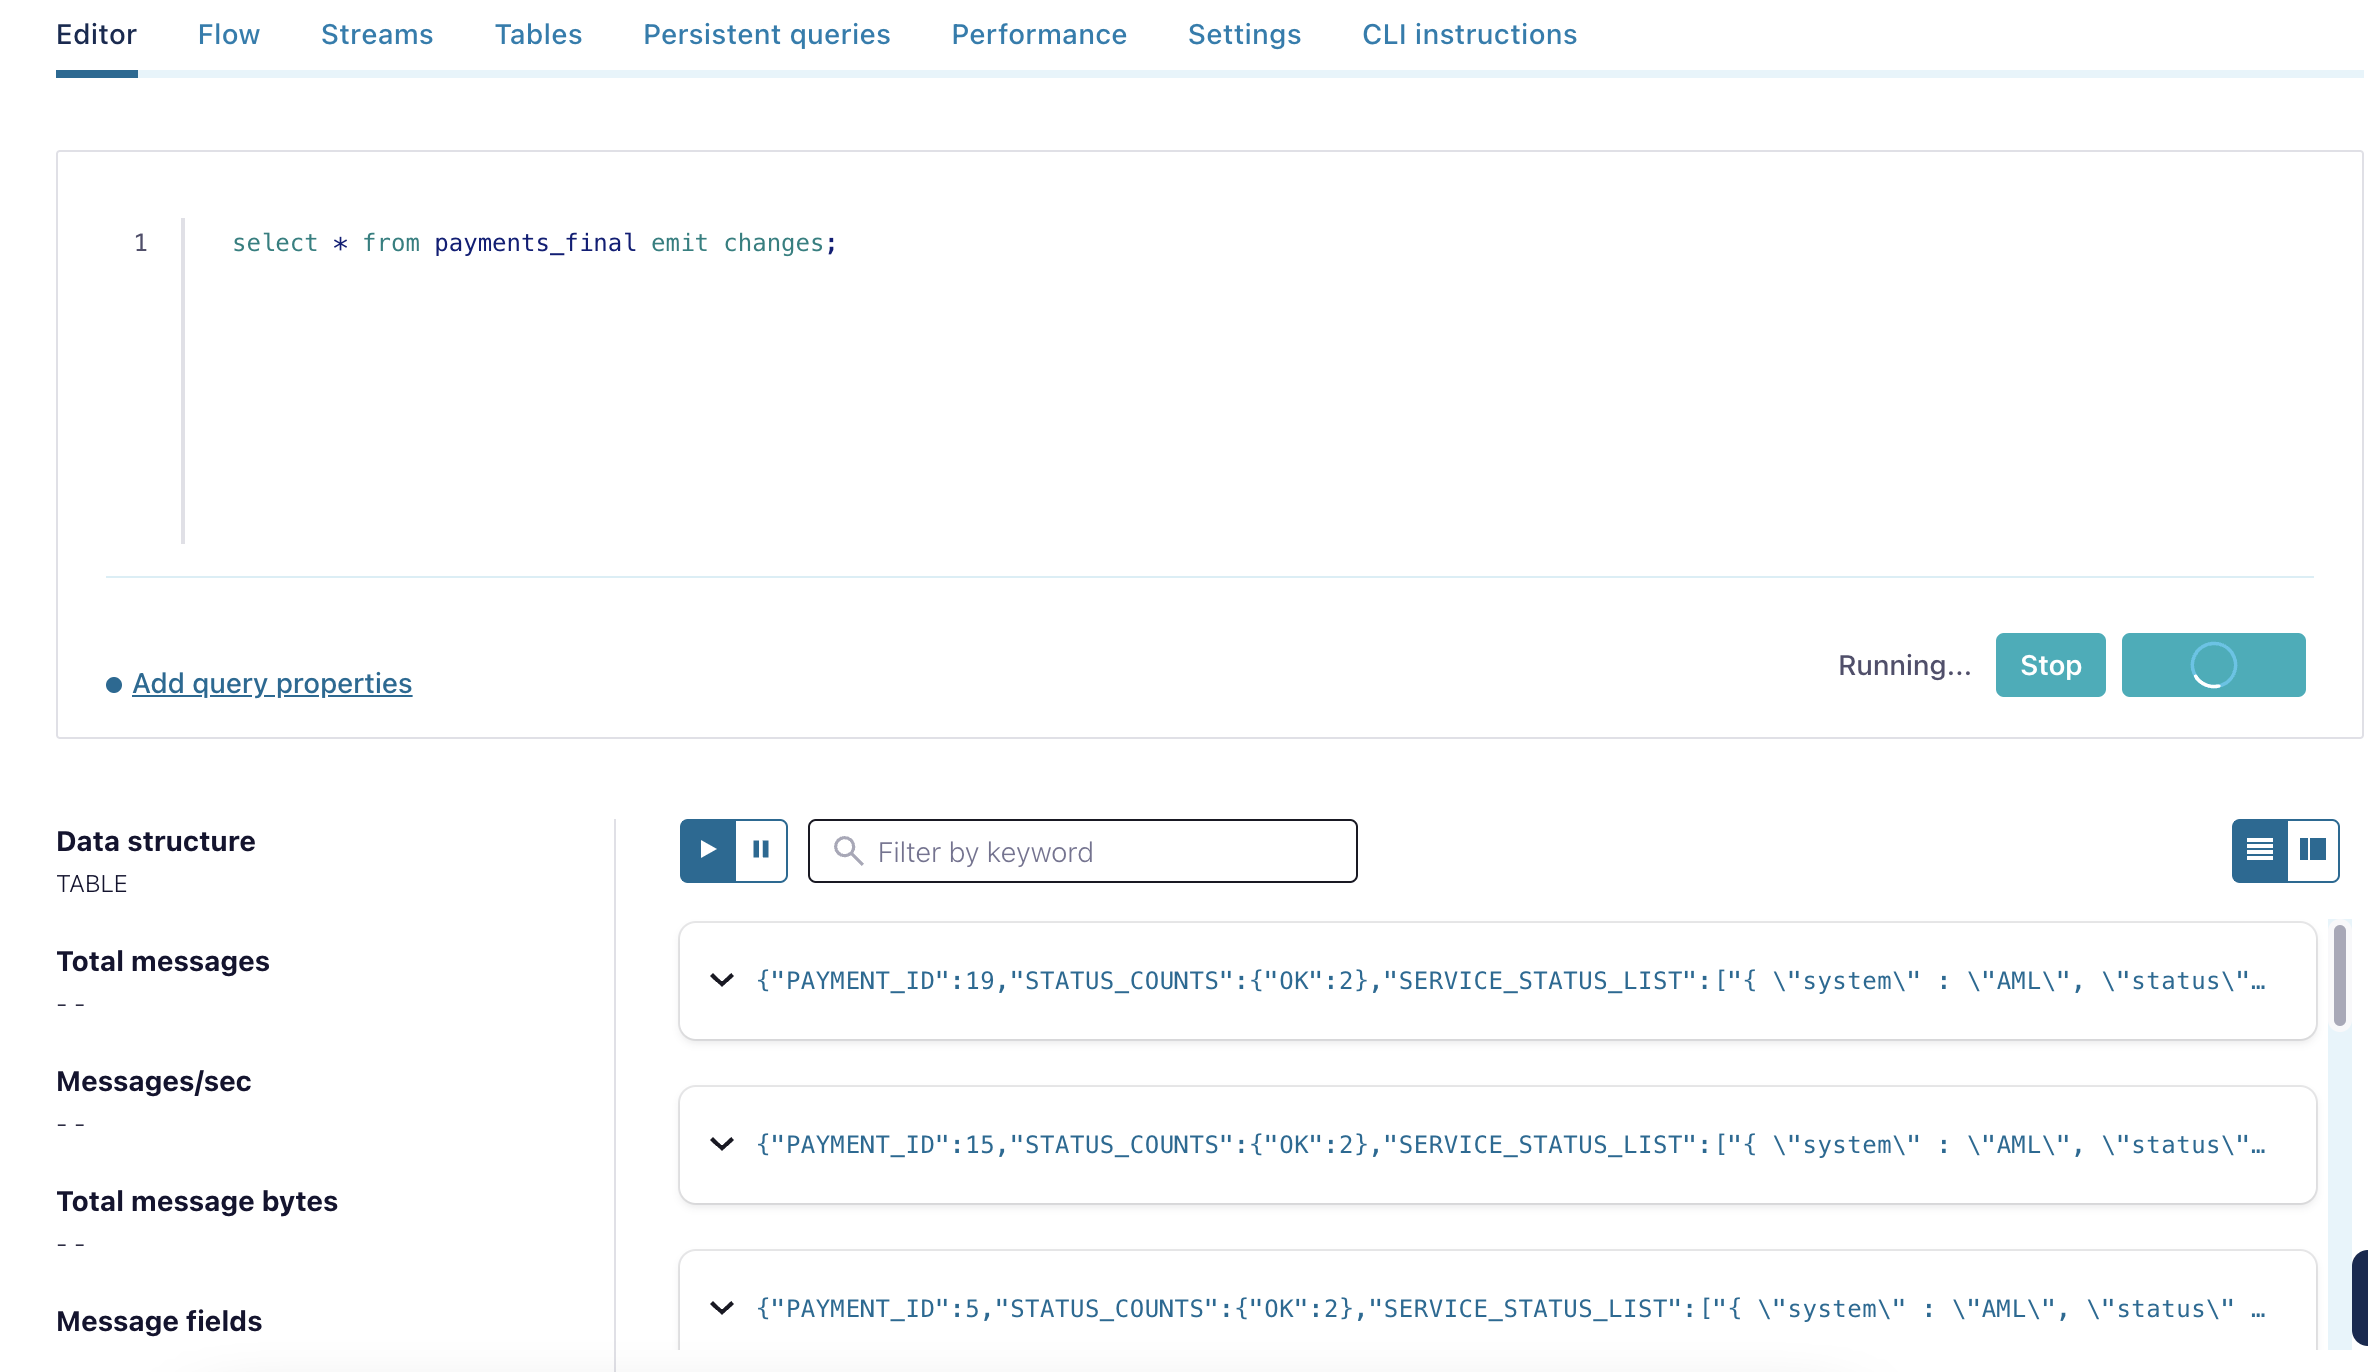 Editor Flow Streams Tables Persistent queries Performance Settings CLI instructions
1 select * from payments_final emit changes;
Add query properties
Running... Stop
Data structure
TABLE
Total messages
- -
Messages/sec
- -
Total message bytes
- -
Message fields
Filter by keyword
{"PAYMENT_ID":19,"STATUS_COUNTS":{"OK":2},"SERVICE_STATUS_LIST":["{ \"system\" : \"AML\", \"status\"…
{"PAYMENT_ID":15,"STATUS_COUNTS":{"OK":2},"SERVICE_STATUS_LIST":["{ \"system\" : \"AML\", \"status\"…
{"PAYMENT_ID":5,"STATUS_COUNTS":{"OK":2},"SERVICE_STATUS_LIST":["{ \"system\" : \"AML\", \"status\" …